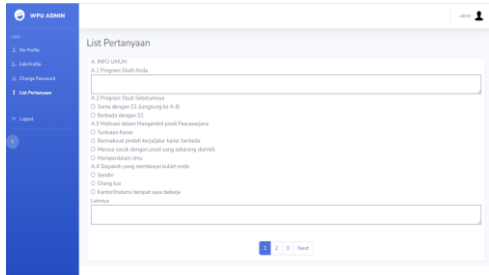 WPU ADMIN
admin
USER
My Profile
Edit Profile
Change Password
List Pertanyaan
Logout
List Pertanyaan
A. INFO UMUM
A.1 Program Studi Anda
A.2 Program Studi Sebelumnya
Sama dengan S1 (langsung ke A.4)
Berbeda dengan S1
A.3 Motivasi dalam Mengambil prodi Pascasarjana
Tuntutan Karier
Bermaksud pindah kerja/jalur karier berbeda
Merasa cocok dengan prodi yang sekarang diambil
Memperdalam ilmu
A.4 Siapakah yang membiayai kuliah anda
Sendiri
Orang tua
Kantor/Instansi tempat saya bekerja
Lainnya
1 2 3 Next